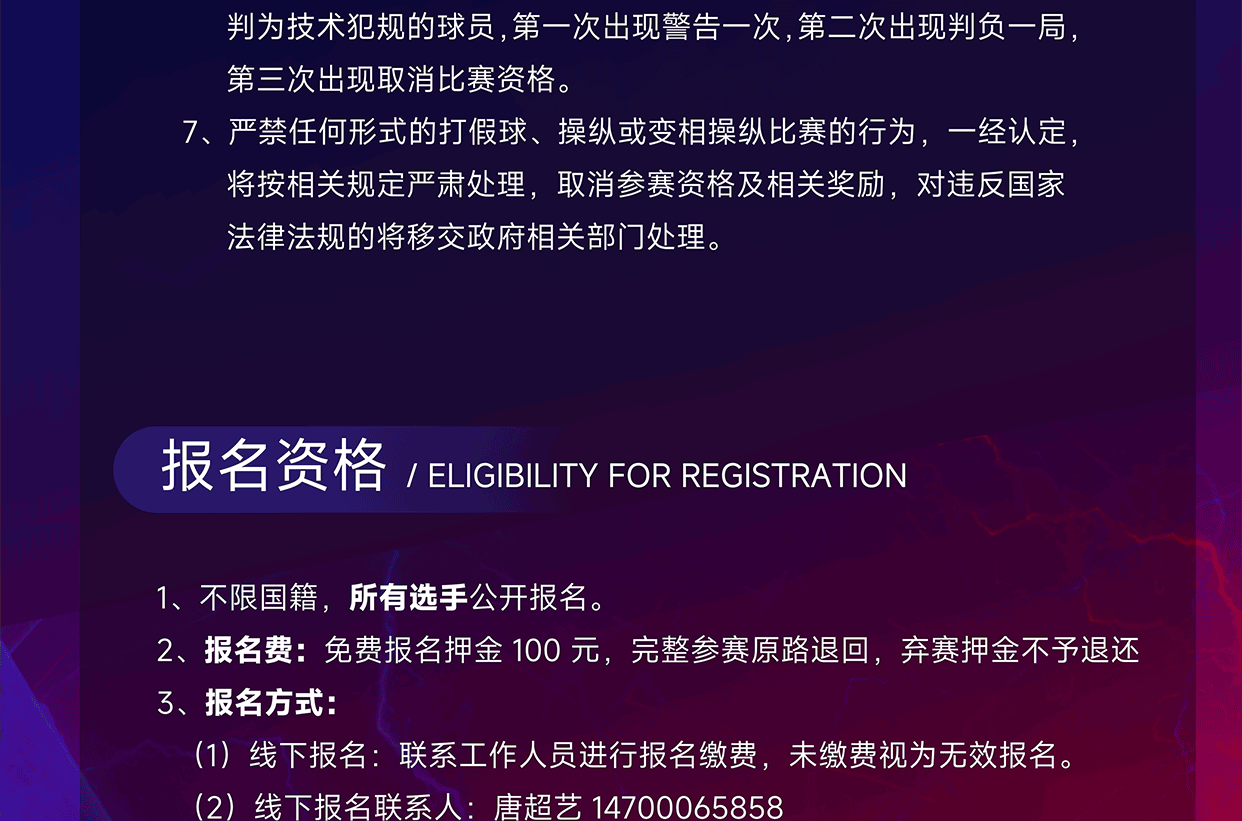 判为技术犯规的球员,第一次出现警告一次,第二次出现判负一局,
第三次出现取消比赛资格。
7、严禁任何形式的打假球、操纵或变相操纵比赛的行为，一经认定，
将按相关规定严肃处理，取消参赛资格及相关奖励，对违反国家
法律法规的将移交政府相关部门处理。
报名资格 / ELIGIBILITY FOR REGISTRATION
1、不限国籍，所有选手公开报名。
2、报名费：免费报名押金 100 元，完整参赛原路退回，弃赛押金不予退还
3、报名方式：
（1）线下报名：联系工作人员进行报名缴费，未缴费视为无效报名。
（2）线下报名联系人：唐超艺 14700065858